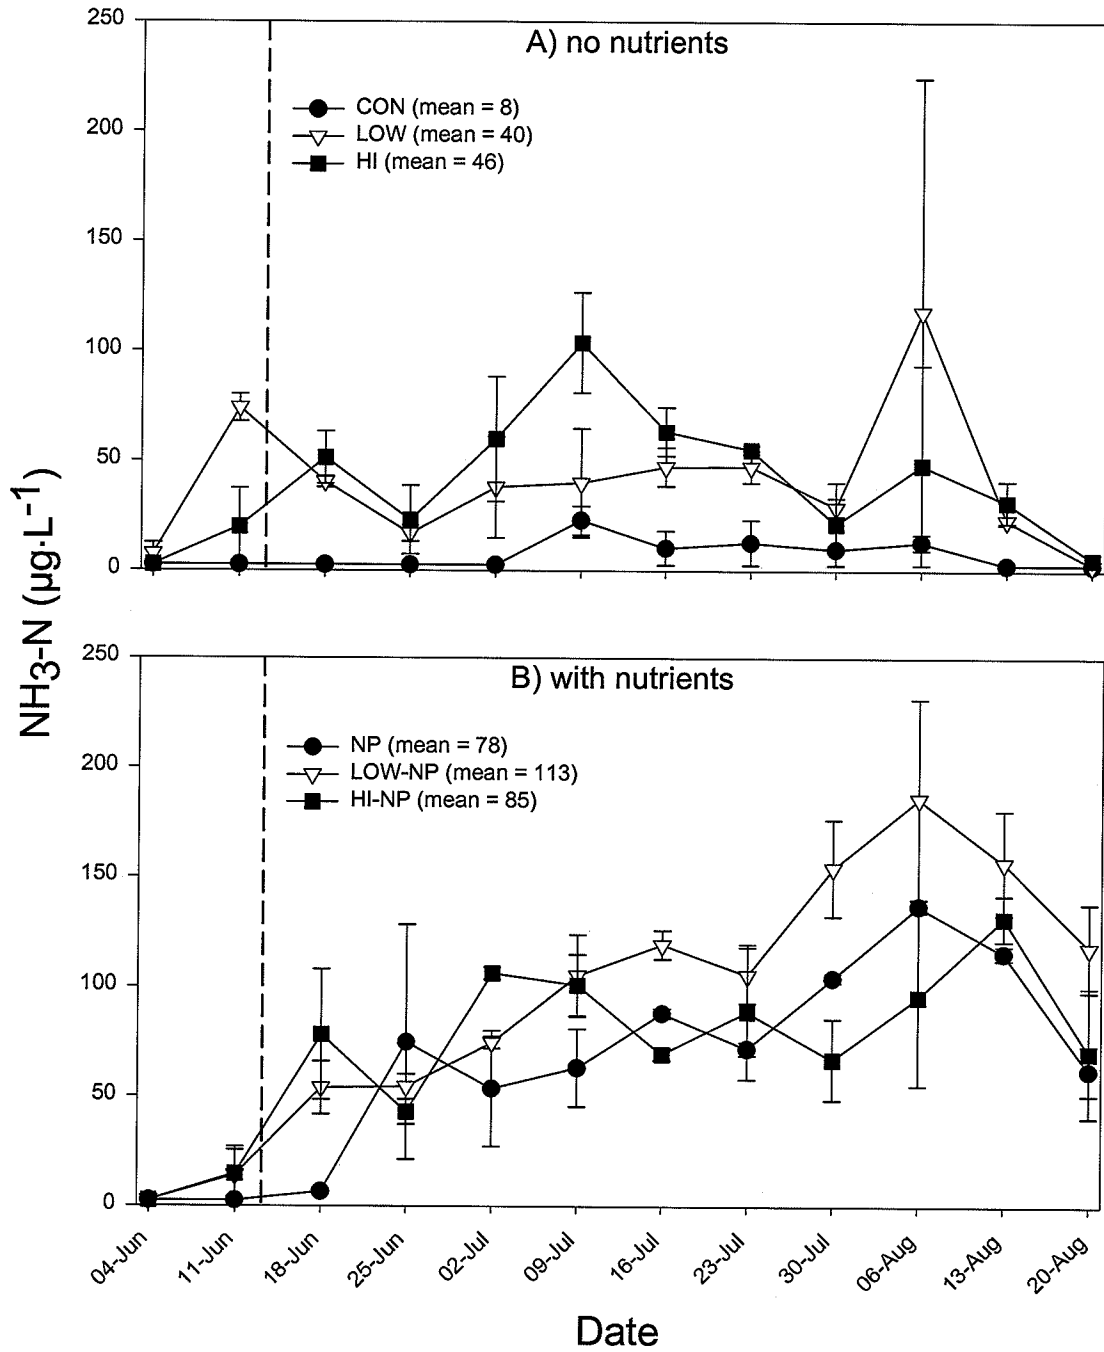 A) no nutrients
250
200
150
100
50
0
CON (mean = 8)
LOW (mean = 40)
HI (mean = 46)
NH3-N (µg·L-1)
B) with nutrients
250
200
150
100
50
0
NP (mean = 78)
LOW-NP (mean = 113)
HI-NP (mean = 85)
04-Jun
11-Jun
18-Jun
25-Jun
02-Jul
09-Jul
16-Jul
23-Jul
30-Jul
06-Aug
13-Aug
20-Aug
Date